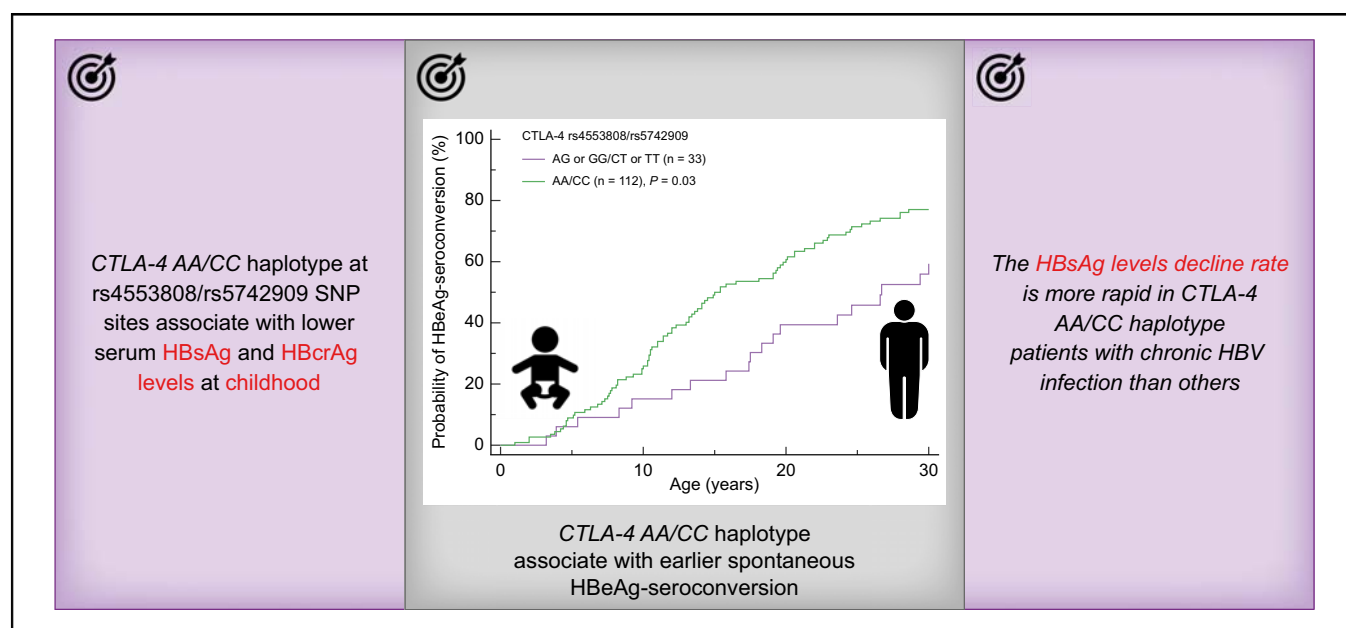 CTLA-4 AA/CC haplotype at
rs4553808/rs5742909 SNP
sites associate with lower
serum HBsAg and HBcrAg
levels at childhood
Probability of HBeAg-seroconversion (%)
100
80
60
40
20
0
CTLA-4 rs4553808/rs5742909
AG or GG/CT or TT (n = 33)
AA/CC (n = 112), P = 0.03
0
10
20
30
Age (years)
CTLA-4 AA/CC haplotype
associate with earlier spontaneous
HBeAg-seroconversion
The HBsAg levels decline rate
is more rapid in CTLA-4
AA/CC haplotype
patients with chronic HBV
infection than others